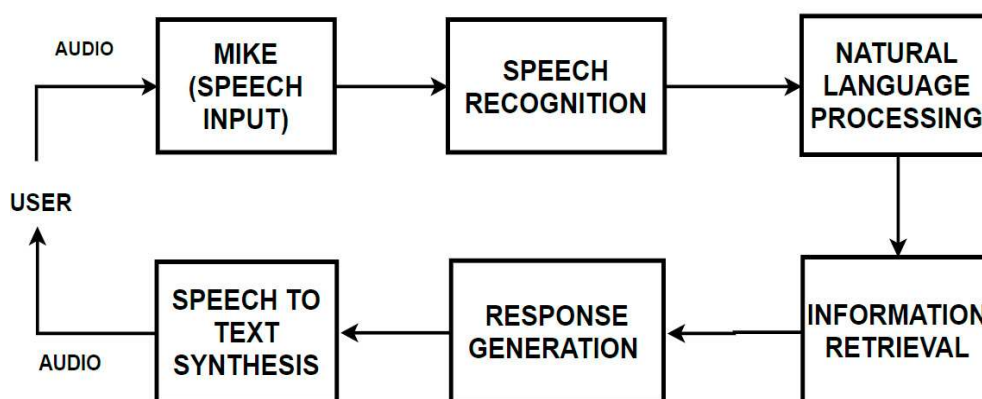 AUDIO
MIKE
(SPEECH
INPUT)
SPEECH
RECOGNITION
NATURAL
LANGUAGE
PROCESSING
USER
SPEECH TO
TEXT
SYNTHESIS
RESPONSE
GENERATION
INFORMATION
RETRIEVAL
AUDIO